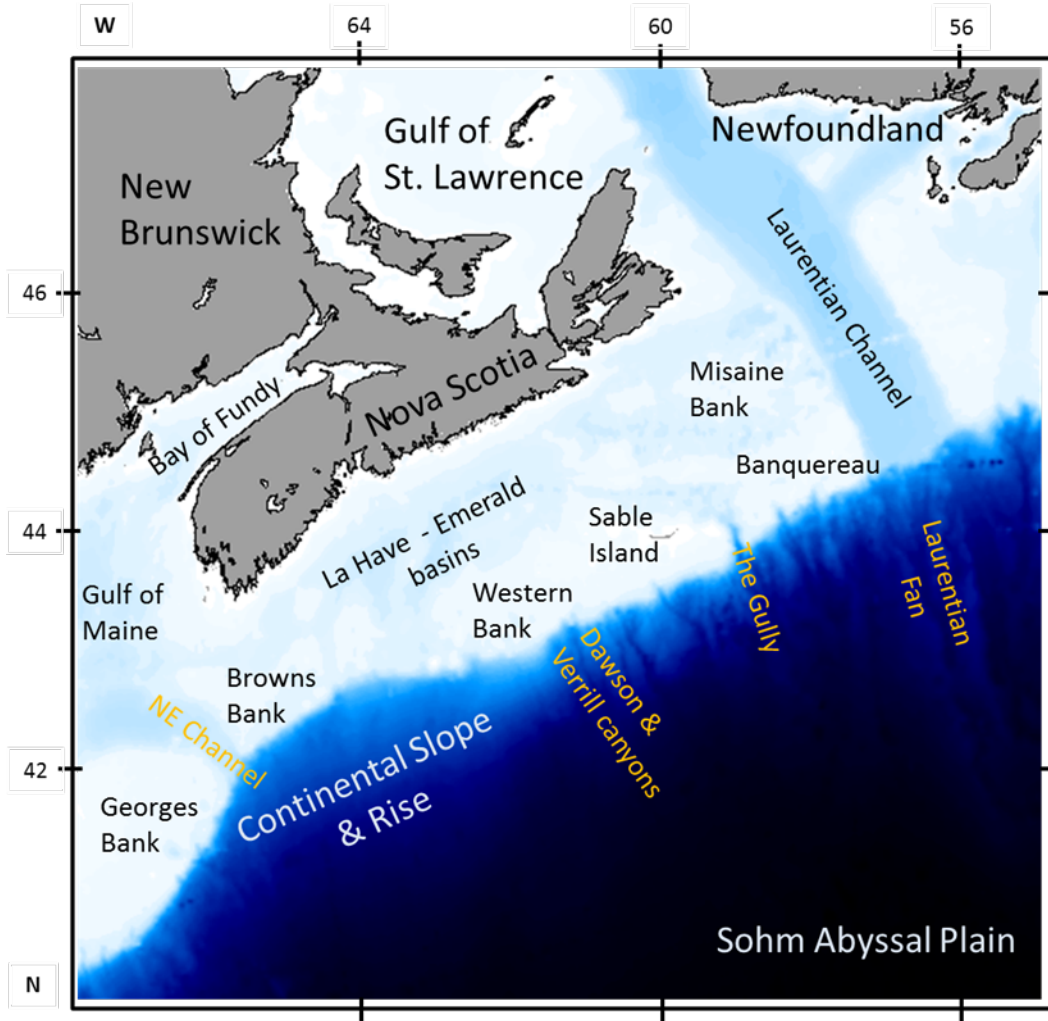 W
64
60
56
Gulf of
St. Lawrence
Newfoundland
New
Brunswick
Laurentian Channel
46
Misaine
Bank
Nova Scotia
Bay of Fundy
Banquereau
La Have - Emerald
basins
Sable
Island
44
Laurentian
Fan
The Gully
Gulf of
Maine
Western
Bank
Dawson &
Verrill canyons
Browns
Bank
NE Channel
42
Continental Slope
& Rise
Georges
Bank
Sohm Abyssal Plain
N